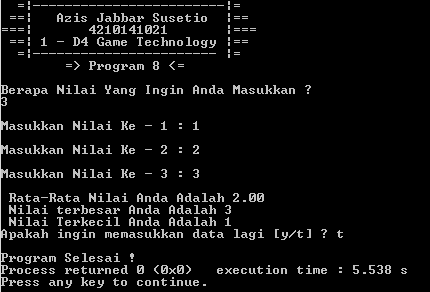 =¦-------------------------¦=
==¦ Azis Jabbar Susetio ¦==
===¦ 4210141021 ¦===
==¦ 1 - D4 Game Technology ¦==
=¦-------------------------¦=
=> Program 8 <=
Berapa Nilai Yang Ingin Anda Masukkan ?
3
Masukkan Nilai Ke - 1 : 1
Masukkan Nilai Ke - 2 : 2
Masukkan Nilai Ke - 3 : 3
Rata-Rata Nilai Anda Adalah 2.00
Nilai terbesar Anda Adalah 3
Nilai Terkecil Anda Adalah 1
Apakah ingin memasukkan data lagi [y/t] ? t
Program Selesai !
Process returned 0 (0x0) execution time : 5.538 s
Press any key to continue.